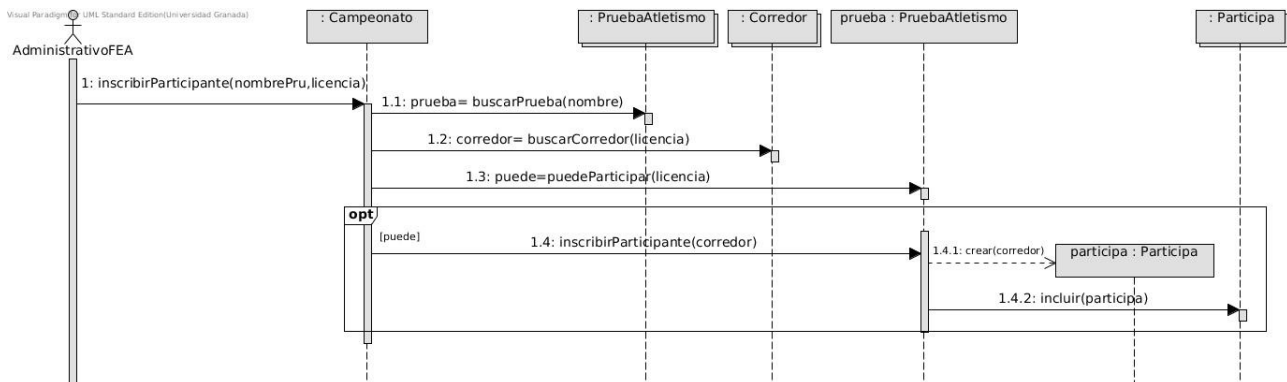 Visual Paradigm for UML Standard Edition(Universidad Granada)
: Campeonato
: PruebaAtletismo
: Corredor
prueba : PruebaAtletismo
: Participa
AdministrativoFEA
1: inscribirParticipante(nombrePru,licencia)
1.1: prueba= buscarPrueba(nombre)
1.2: corredor= buscarCorredor(licencia)
1.3: puede=puedeParticipar(licencia)
opt
[puede]
1.4: inscribirParticipante(corredor)
1.4.1: crear(corredor)
participa : Participa
1.4.2: incluir(participa)